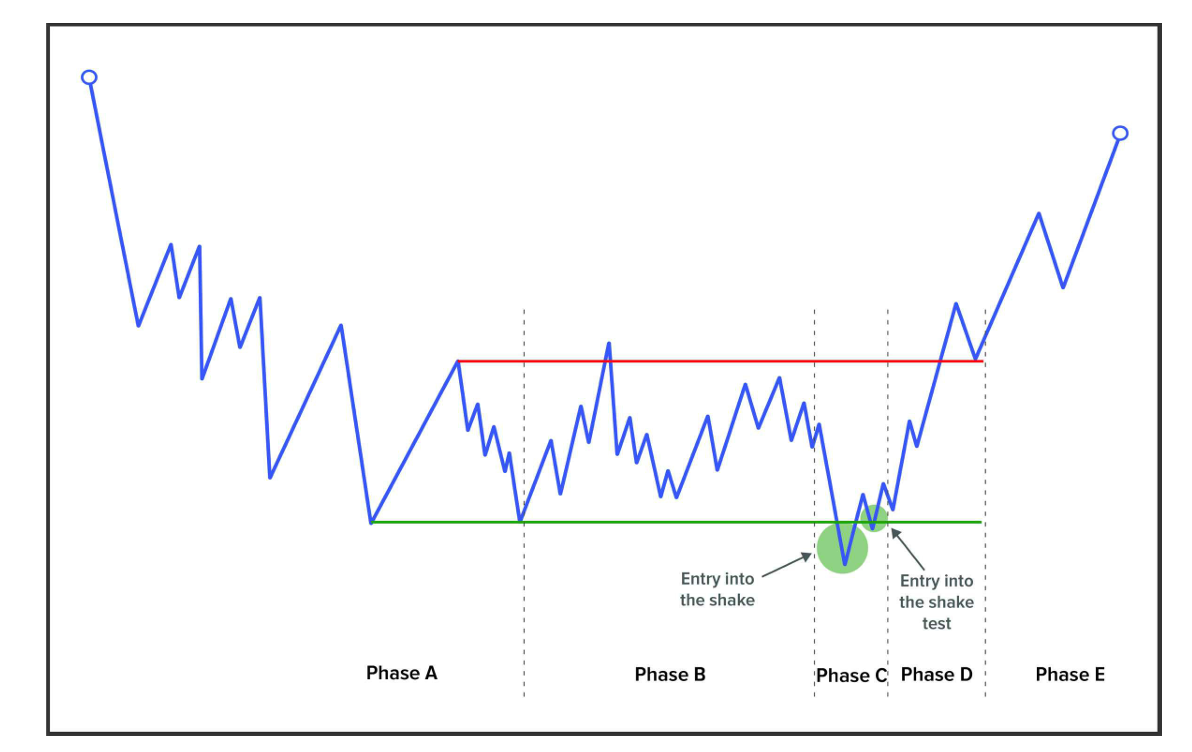 Entry into
the shake
Entry into
the shake
test
Phase A
Phase B
Phase C
Phase D
Phase E